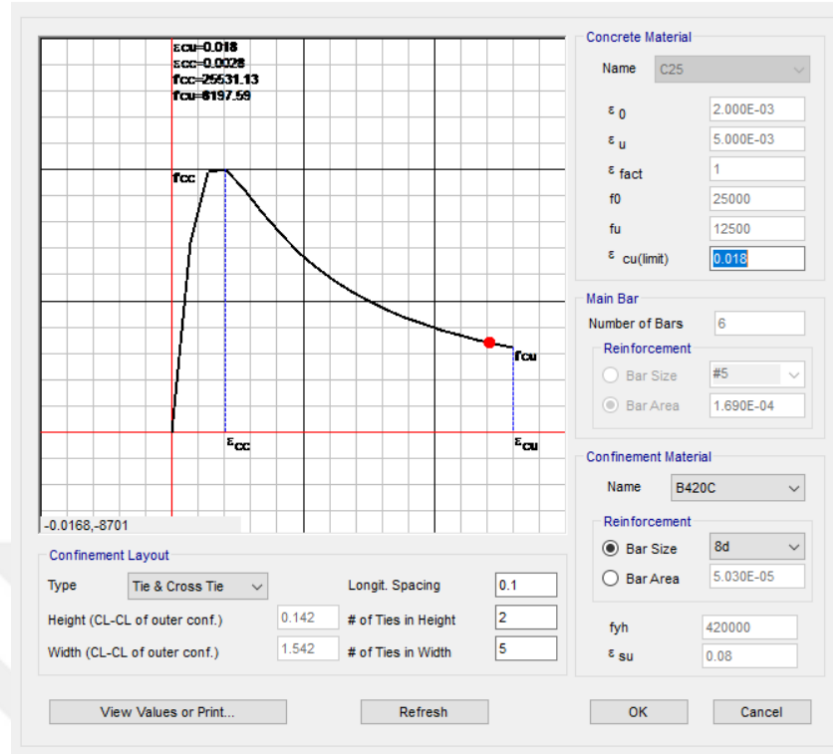 εcu=0.018
εcc=0.0028
fcc=25531.13
fcu=8197.59
fcc
fcu
εcc
εcu
-0.0168,-8701
Concrete Material
Name C25
ε 0 2.000E-03
ε u 5.000E-03
ε fact 1
f0 25000
fu 12500
ε cu(limit) 0.018
Main Bar
Number of Bars 6
Reinforcement
Bar Size #5
Bar Area 1.690E-04
Confinement Material
Name B420C
Reinforcement
Bar Size 8d
Bar Area 5.030E-05
fyh 420000
ε su 0.08
Confinement Layout
Type Tie & Cross Tie Longit. Spacing 0.1
Height (CL-CL of outer conf.) 0.142 # of Ties in Height 2
Width (CL-CL of outer conf.) 1.542 # of Ties in Width 5
View Values or Print... Refresh OK Cancel